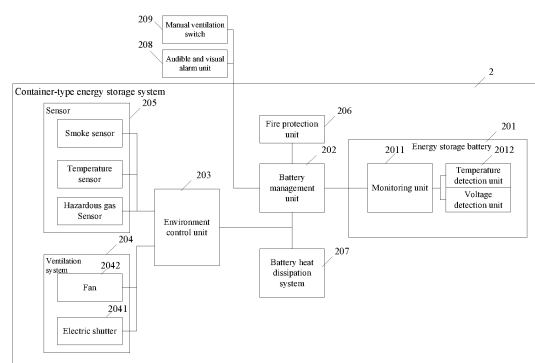 209
Manual ventilation
switch
208
Audible and visual
alarm unit
2
Container-type energy storage system
205
Sensor
Smoke sensor
Temperature
sensor
Hazardous gas
Sensor
203
Environment
control unit
204
Ventilation
system
2042
Fan
2041
Electric shutter
206
Fire protection
unit
202
Battery
management
unit
207
Battery heat
dissipation
system
201
Energy storage battery
2011
Monitoring unit
2012
Temperature
detection unit
Voltage
detection unit